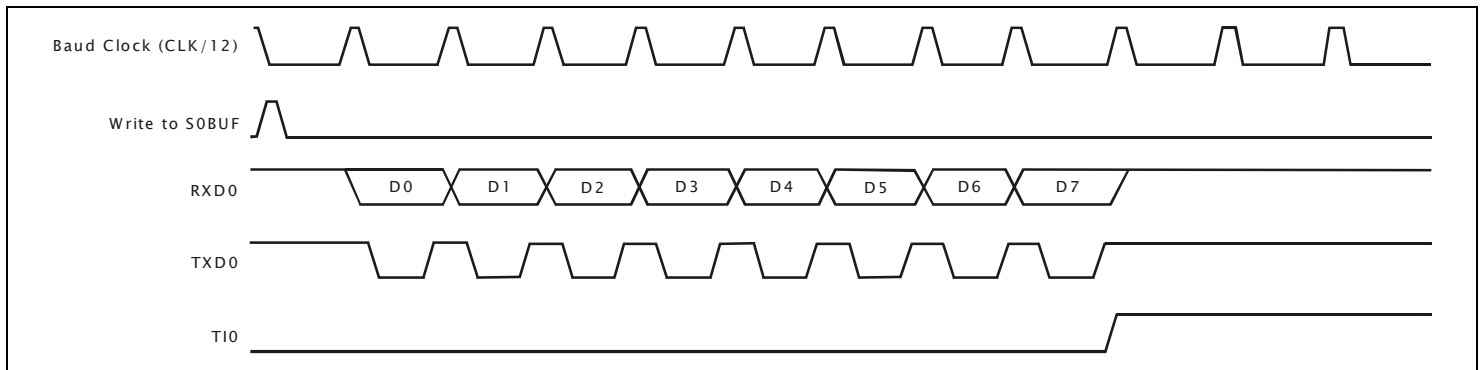 Baud Clock (CLK/12)
Write to S0BUF
RXD0
D0 D1 D2 D3 D4 D5 D6 D7
TXD0
TI0